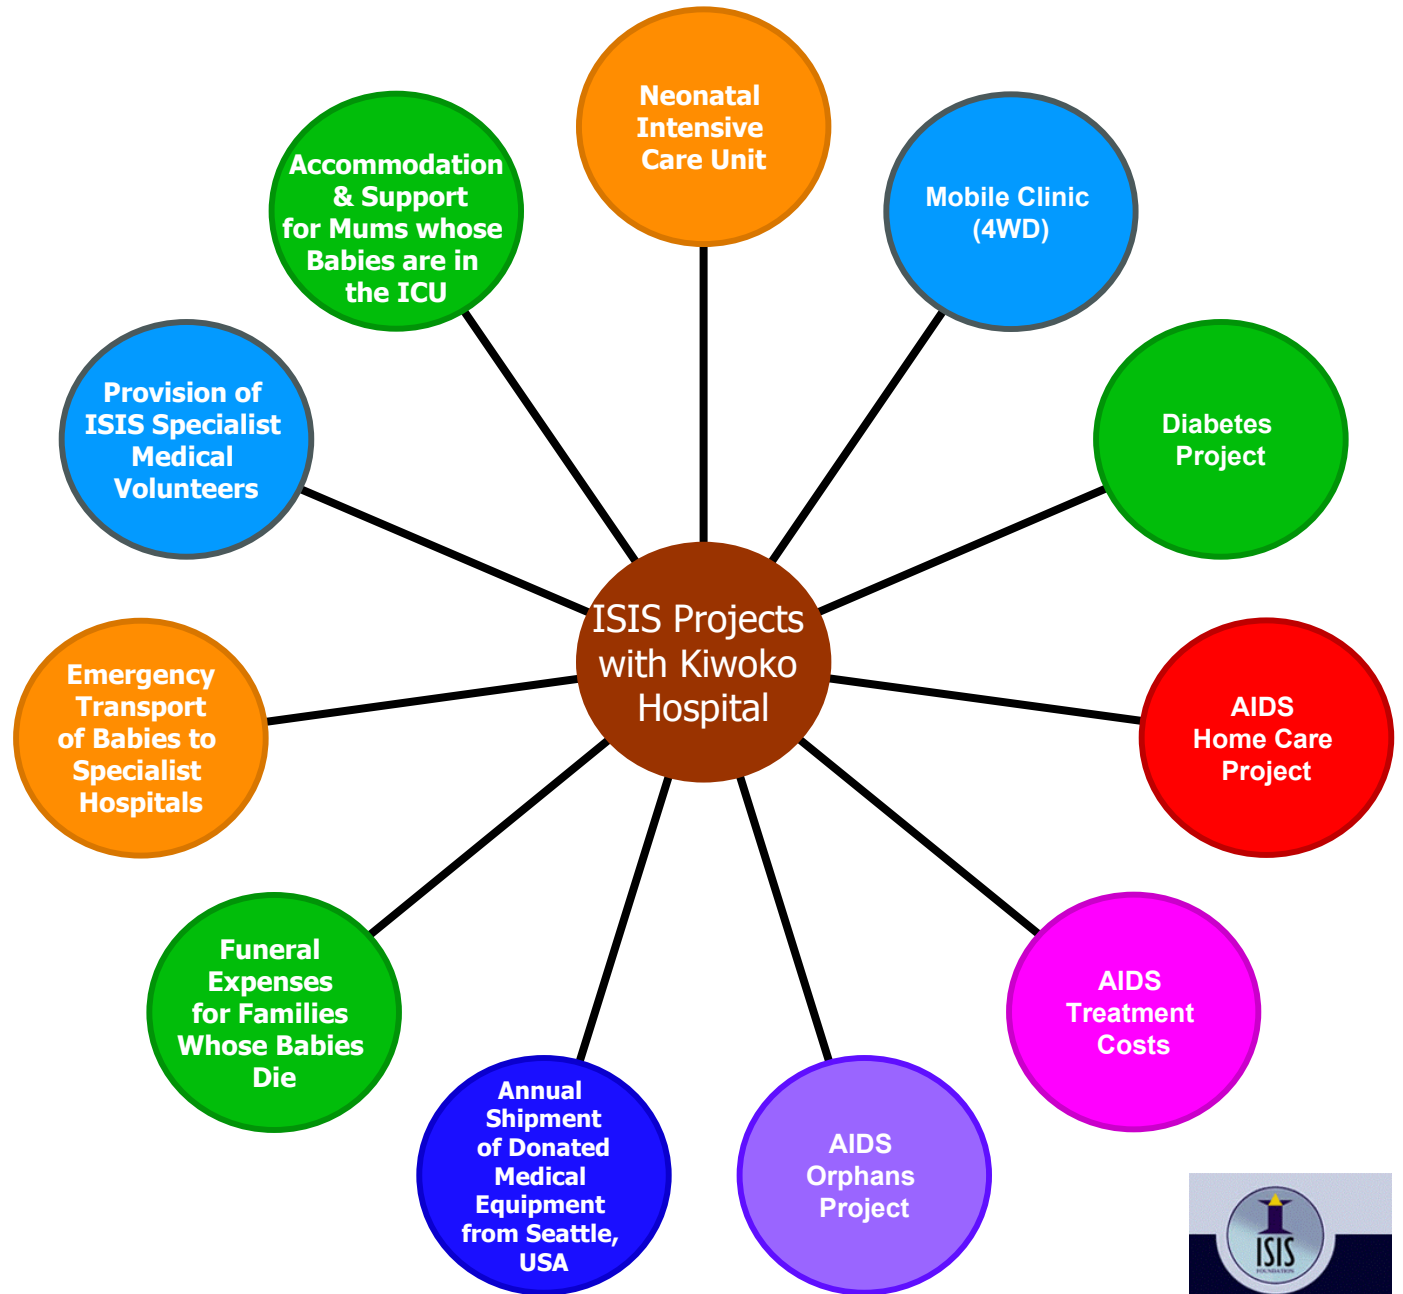 Neonatal
Intensive
Care Unit
Mobile Clinic
(4WD)
Diabetes
Project
AIDS
Home Care
Project
AIDS
Treatment
Costs
AIDS
Orphans
Project
Annual
Shipment
of Donated
Medical
Equipment
from Seattle,
USA
Funeral
Expenses
for Families
Whose Babies
Die
Emergency
Transport
of Babies to
Specialist
Hospitals
Provision of
ISIS Specialist
Medical
Volunteers
Accommodation
& Support
for Mums whose
Babies are in
the ICU
ISIS Projects
with Kiwoko
Hospital
ISIS
FOUNDATION